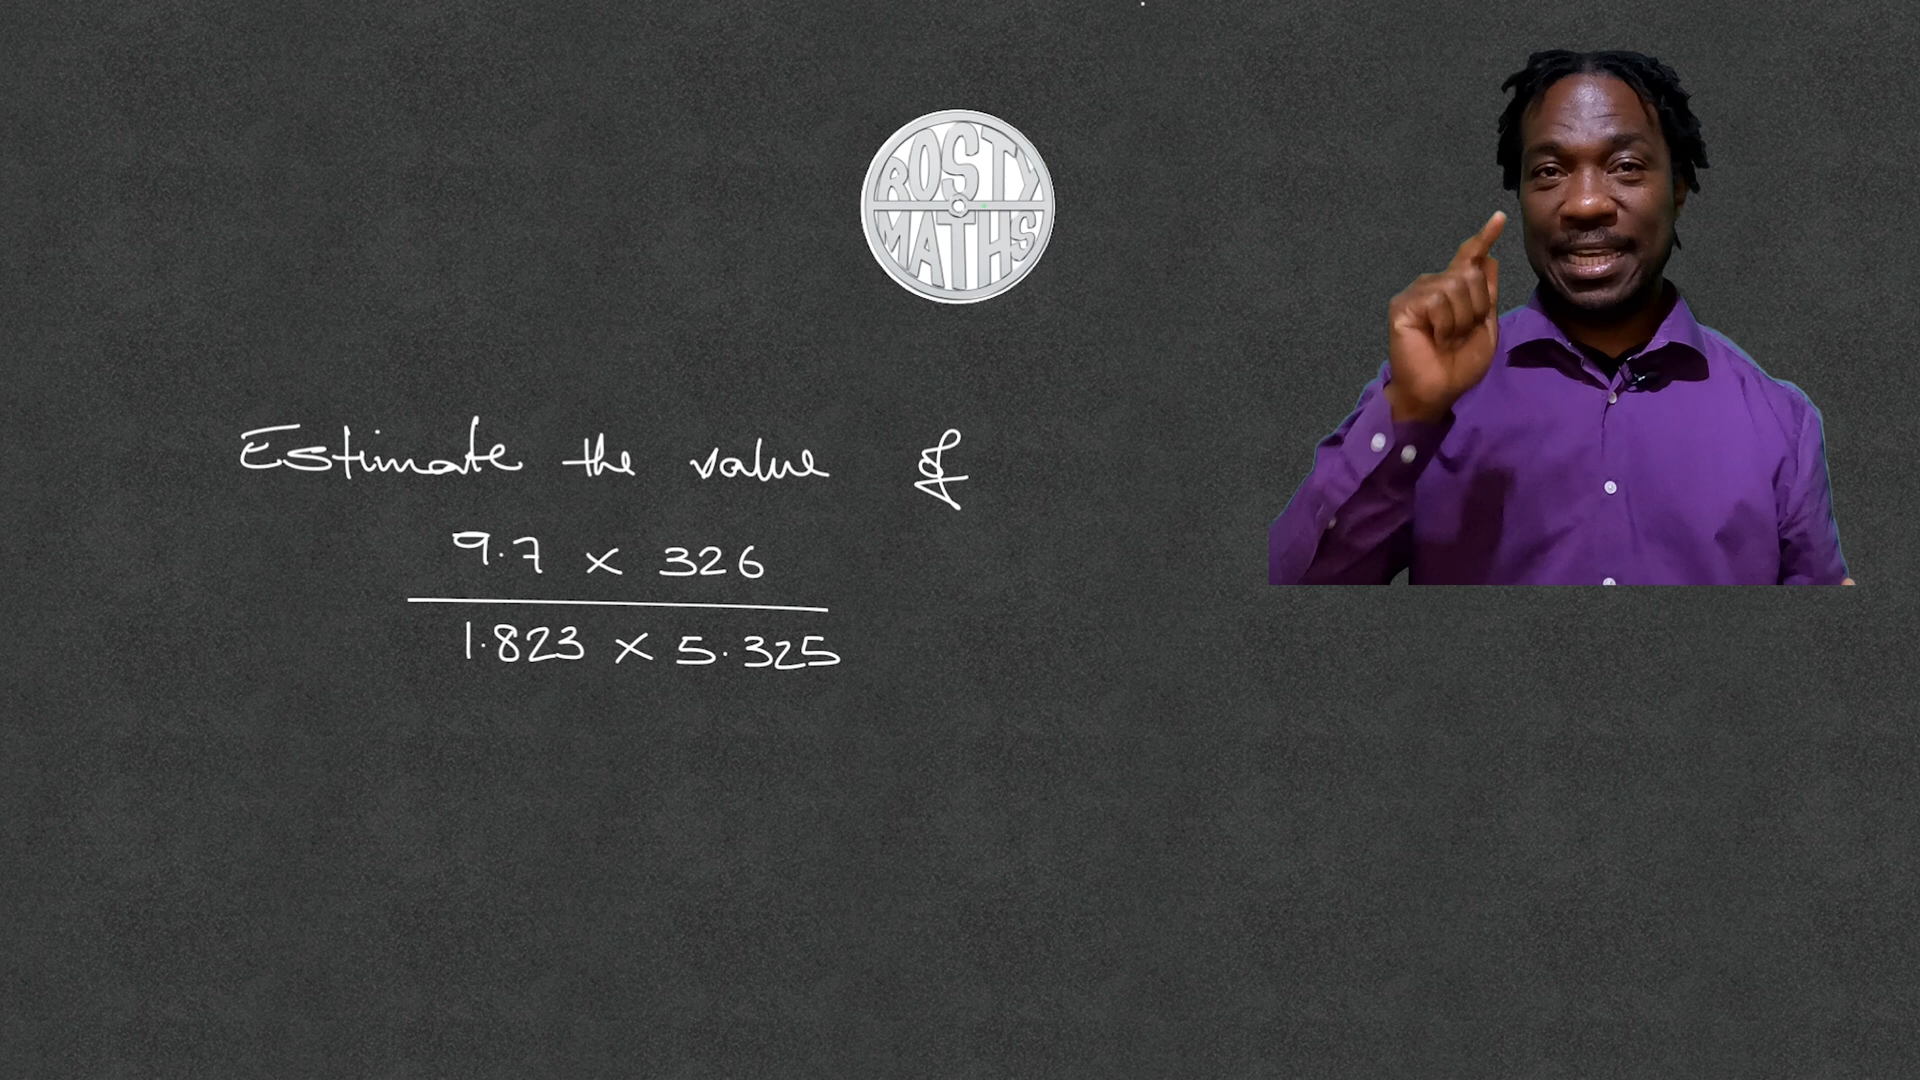 ROSTY
MATHS
Estimate the value of
9.7 × 326
1.823 × 5.325